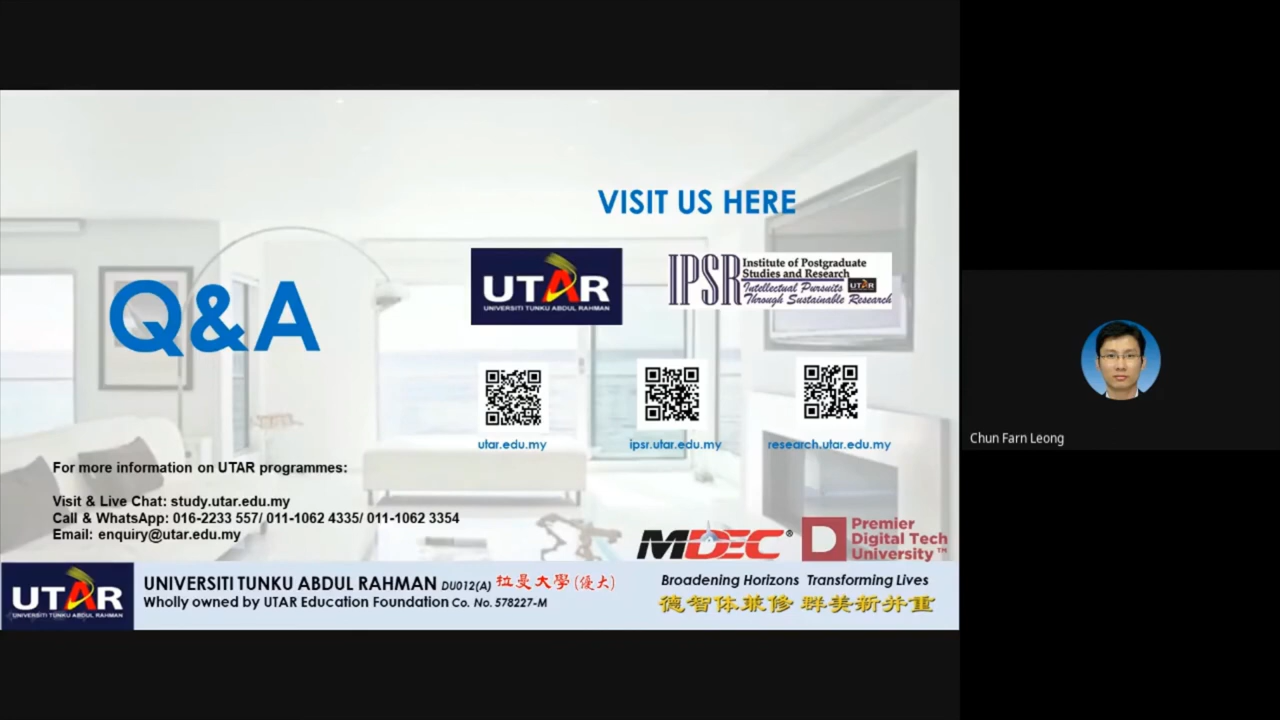 VISIT US HERE
UTAR
UNIVERSITI TUNKU ABDUL RAHMAN
IPSR
Institute of Postgraduate
Studies and Research
Intellectual Pursuits
Through Sustainable Research
UTAR
Q&A
utar.edu.my
ipsr.utar.edu.my
research.utar.edu.my
For more information on UTAR programmes:
Visit & Live Chat: study.utar.edu.my
Call & WhatsApp: 016-2233 557/ 011-1062 4335/ 011-1062 3354
Email: enquiry@utar.edu.my
MDEC®
D
Premier
Digital Tech
University™
UTAR
UNIVERSITI TUNKU ABDUL RAHMAN
UNIVERSITI TUNKU ABDUL RAHMAN DU012(A) 拉曼大學(優大)
Wholly owned by UTAR Education Foundation Co. No. 578227-M
Broadening Horizons Transforming Lives
德智体兼修 群美新并重
Chun Farn Leong